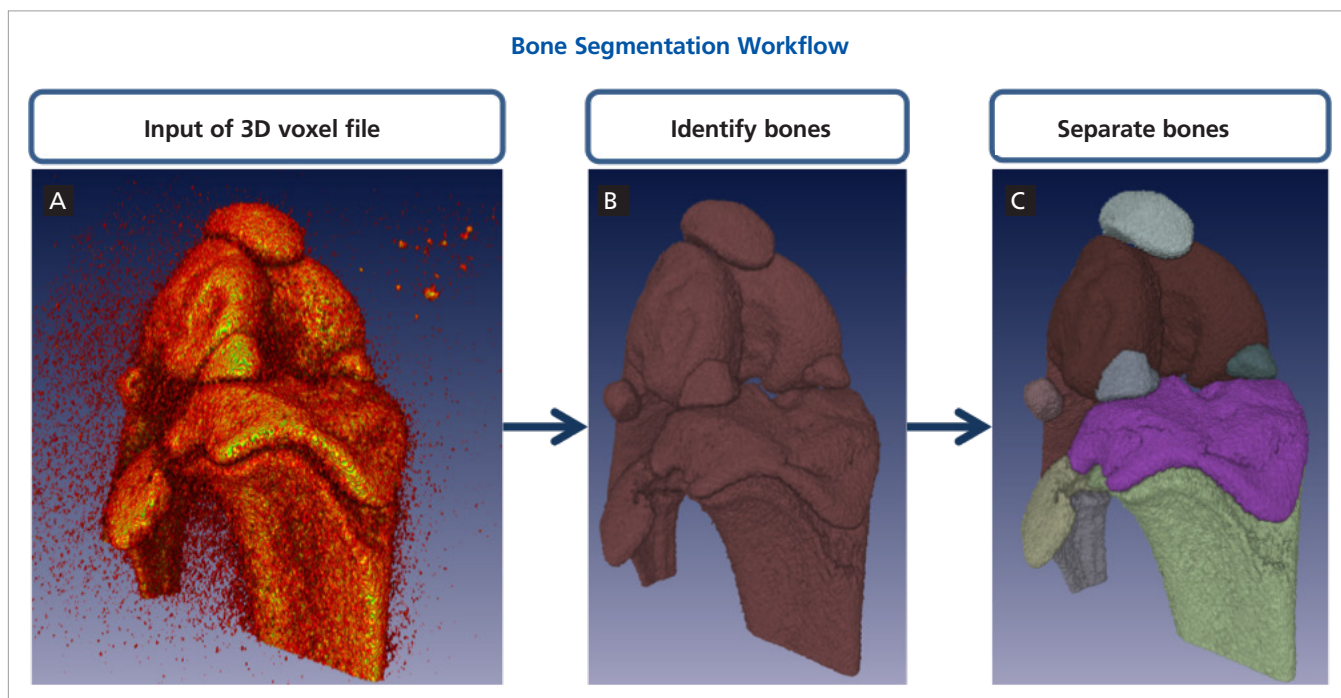 Bone Segmentation Workflow
Input of 3D voxel file
Identify bones
Separate bones
A
B
C